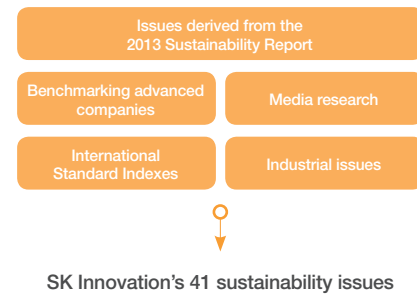 Issues derived from the
2013 Sustainability Report
Benchmarking advanced
companies
Media research
International
Standard Indexes
Industrial issues
SK Innovation's 41 sustainability issues